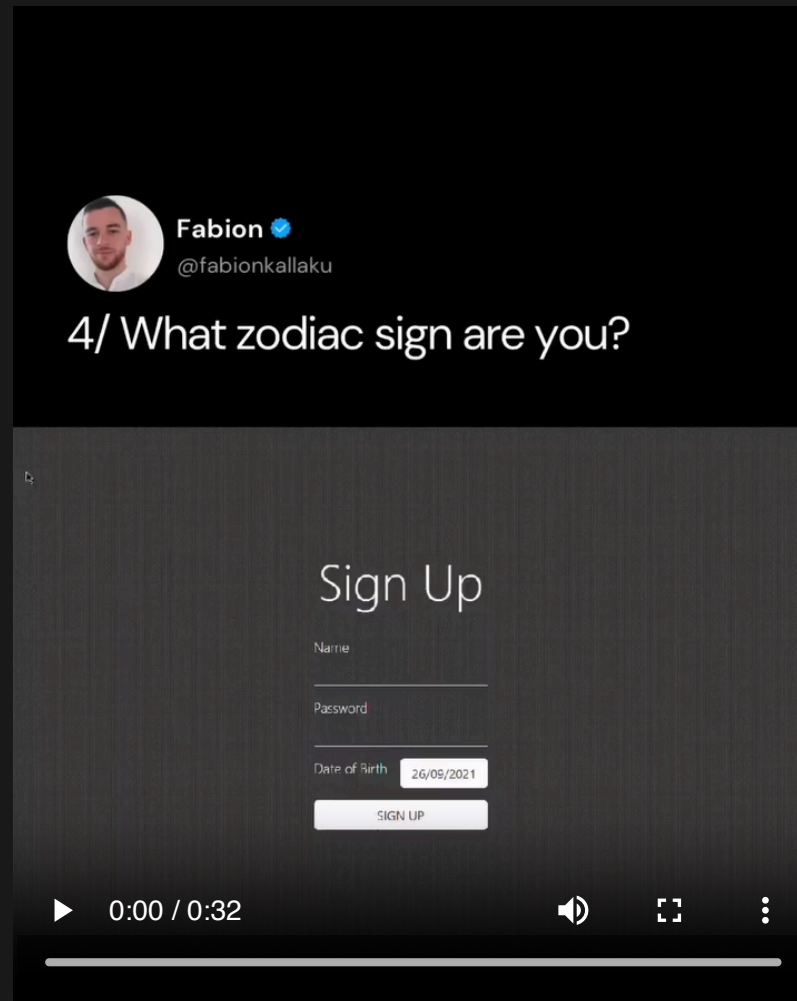 Fabion
@fabionkallaku
4/ What zodiac sign are you?
Sign Up
Name
Password
Date of Birth
26/09/2021
SIGN UP
0:00 / 0:32